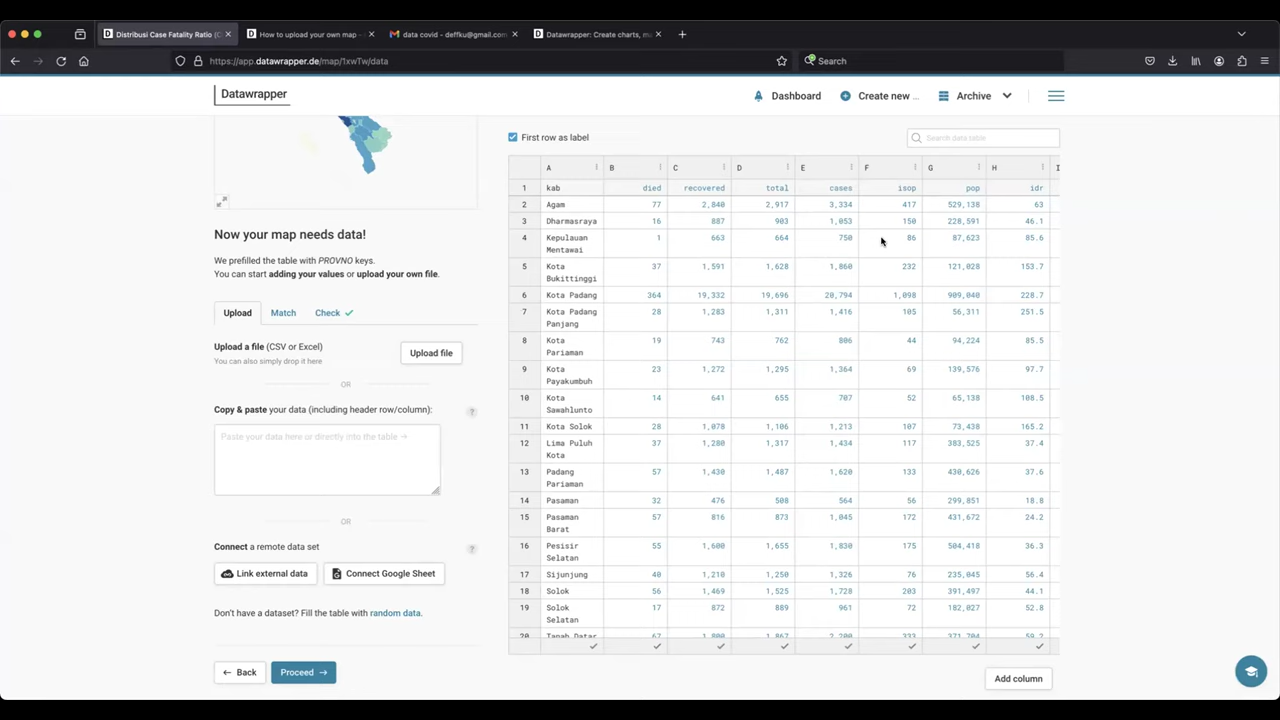 Distribusi Case Fatality Ratio (C
How to upload your own map -
data covid - deffku@gmail.com
Datawrapper: Create charts, ma
https://app.datawrapper.de/map/1xwTw/data
Search
Datawrapper
Dashboard
Create new ...
Archive
First row as label
Search data table
A B C D E F G H I
1 kab died recovered total cases isop pop idr
2 Agam 77 2,840 2,917 3,334 417 529,138 63
3 Dharmasraya 16 887 903 1,053 150 228,591 46.1
4 Kepulauan Mentawai 1 663 664 750 86 87,623 85.6
5 Kota Bukittinggi 37 1,591 1,628 1,860 232 121,028 153.7
6 Kota Padang 364 19,332 19,696 20,794 1,098 909,040 228.7
7 Kota Padang Panjang 28 1,283 1,311 1,416 105 56,311 251.5
8 Kota Pariaman 19 743 762 806 44 94,224 85.5
9 Kota Payakumbuh 23 1,272 1,295 1,364 69 139,576 97.7
10 Kota Sawahlunto 14 641 655 707 52 65,138 108.5
11 Kota Solok 28 1,078 1,106 1,213 107 73,438 165.2
12 Lima Puluh Kota 37 1,280 1,317 1,434 117 383,525 37.4
13 Padang Pariaman 57 1,430 1,487 1,620 133 430,626 37.6
14 Pasaman 32 476 508 564 56 299,851 18.8
15 Pasaman Barat 57 816 873 1,045 172 431,672 24.2
16 Pesisir Selatan 55 1,600 1,655 1,830 175 504,418 36.3
17 Sijunjung 40 1,210 1,250 1,326 76 235,045 56.4
18 Solok 56 1,469 1,525 1,728 203 391,497 44.1
19 Solok Selatan 17 872 889 961 72 182,027 52.8
20 Tanah Datar 67 1,800 1,867 2,200 333 371,704 59.2
Add column
Now your map needs data!
We prefilled the table with PROVNO keys.
You can start adding your values or upload your own file.
Upload
Match
Check
Upload a file (CSV or Excel)
You can also simply drop it here
Upload file
OR
Copy & paste your data (including header row/column):
?
Paste your data here or directly into the table →
OR
Connect a remote data set
?
Link external data
Connect Google Sheet
Don't have a dataset? Fill the table with random data.
← Back
Proceed →